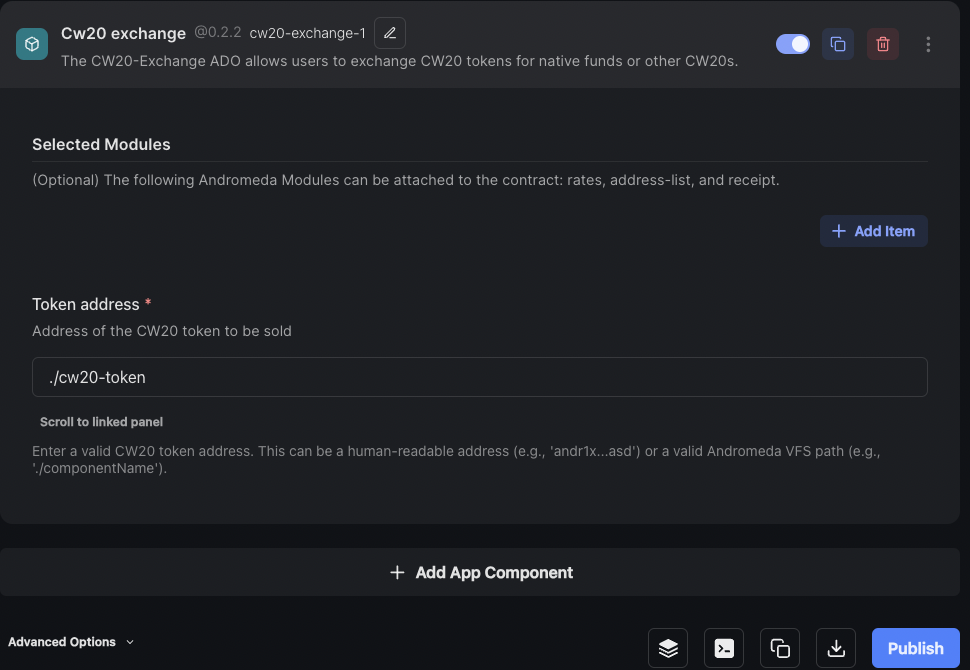 Cw20 exchange @0.2.2 cw20-exchange-1
The CW20-Exchange ADO allows users to exchange CW20 tokens for native funds or other CW20s.
Selected Modules
(Optional) The following Andromeda Modules can be attached to the contract: rates, address-list, and receipt.
Add Item
Token address *
Address of the CW20 token to be sold
./cw20-token
Scroll to linked panel
Enter a valid CW20 token address. This can be a human-readable address (e.g., 'andr1x...asd') or a valid Andromeda VFS path (e.g.,
'./componentName').
Add App Component
Advanced Options
Publish